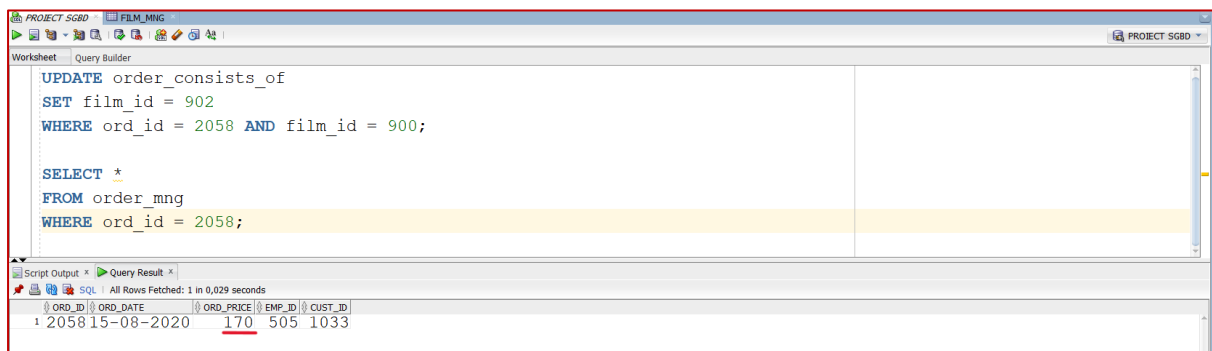 PROJECT SGBD FILM_MNG
PROJECT SGBD
Worksheet Query Builder
UPDATE order_consists_of
SET film_id = 902
WHERE ord_id = 2058 AND film_id = 900;
SELECT *
FROM order_mng
WHERE ord_id = 2058;
Script Output x Query Result x
SQL | All Rows Fetched: 1 in 0,029 seconds
ORD_ID ORD_DATE ORD_PRICE EMP_ID CUST_ID
1 2058 15-08-2020 170 505 1033